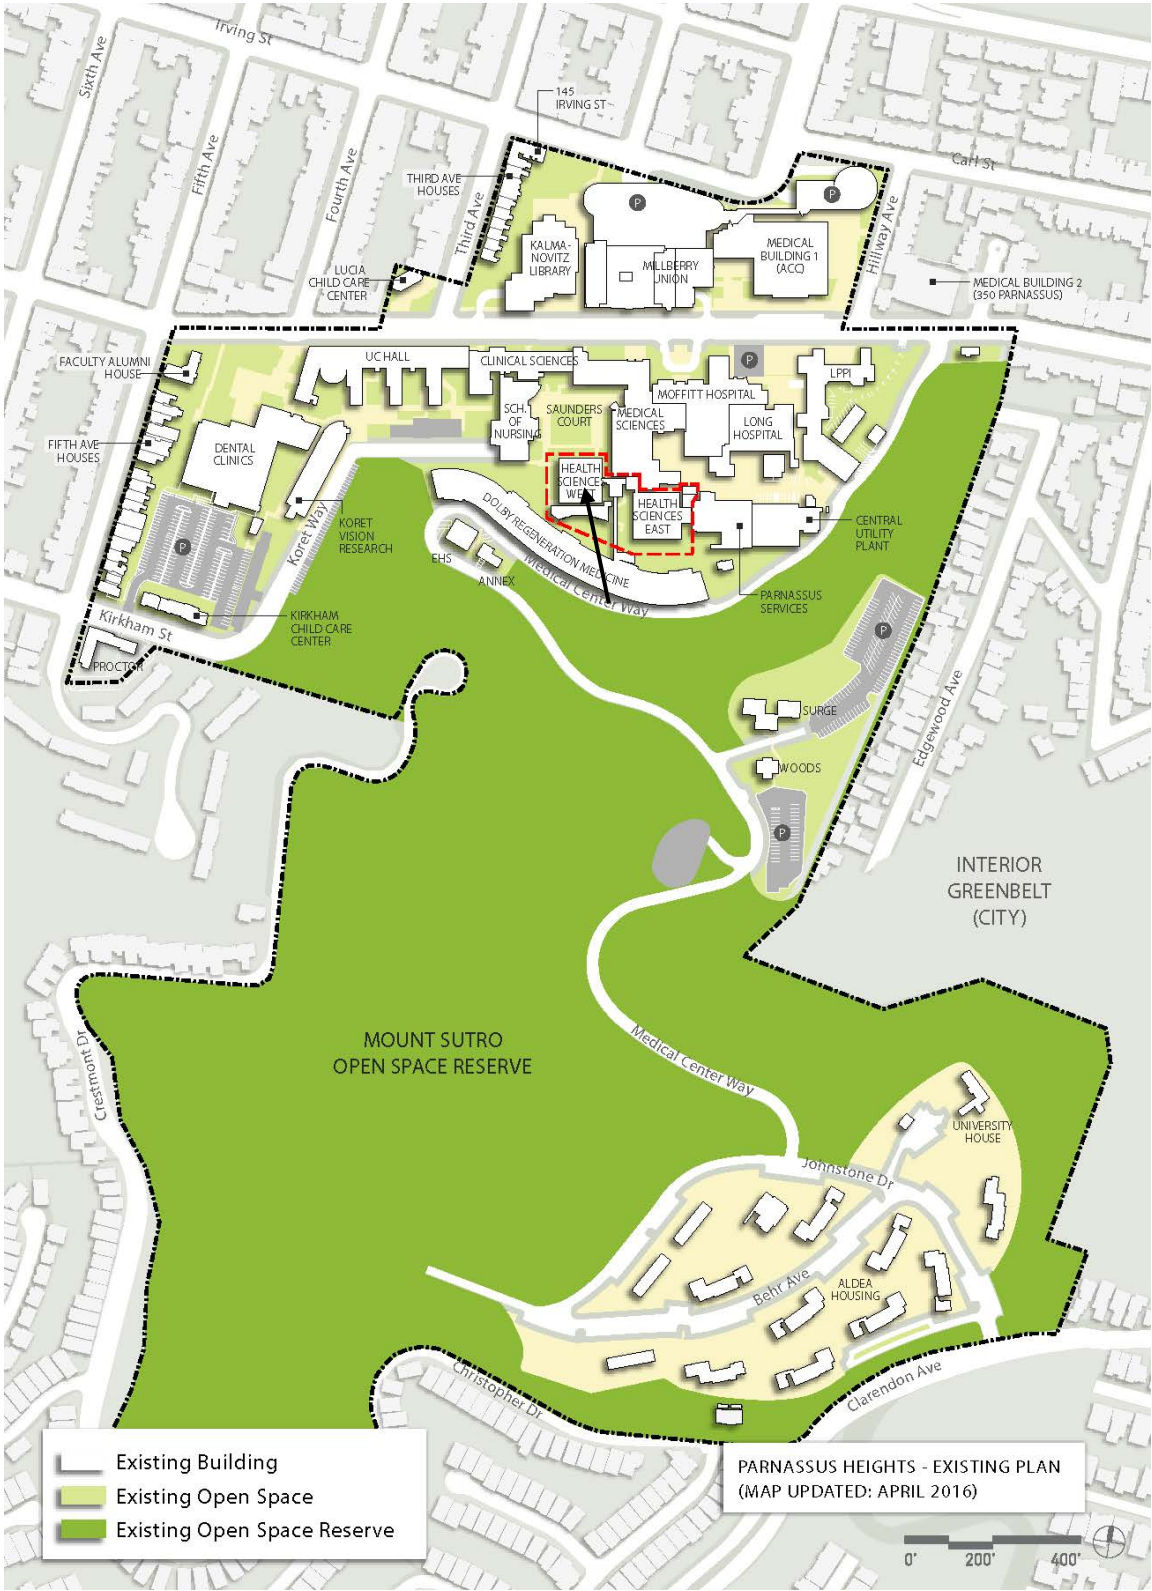 Irving St
Sixth Ave
Fifth Ave
Fourth Ave
Third Ave
145
IRVING ST
THIRD AVE
HOUSES
Carl St
Hillway Ave
LUCIA
CHILD CARE
CENTER
KALMA-
NOVITZ
LIBRARY
P
MILLBERRY
UNION
P
MEDICAL
BUILDING 1
(ACC)
MEDICAL BUILDING 2
(350 PARNASSUS)
FACULTY ALUMNI
HOUSE
UC HALL
CLINICAL SCIENCES
P
LPPI
MOFFITT HOSPITAL
SCH.
OF
NURSING
SAUNDERS
COURT
MEDICAL
SCIENCES
LONG
HOSPITAL
FIFTH AVE
HOUSES
DENTAL
CLINICS
HEALTH
SCIENCES
WEST
HEALTH
SCIENCES
EAST
DOLBY REGENERATION MEDICINE
KORET
VISION
RESEARCH
Koret Way
P
EHS
ANNEX
Medical Center Way
CENTRAL
UTILITY
PLANT
PARNASSUS
SERVICES
Kirkham St
KIRKHAM
CHILD CARE
CENTER
PROCTOR
P
SURGE
Edgewood Ave
WOODS
P
INTERIOR
GREENBELT
(CITY)
MOUNT SUTRO
OPEN SPACE RESERVE
Crestmont Dr
Medical Center Way
UNIVERSITY
HOUSE
Johnstone Dr
Behr Ave
ALDEA
HOUSING
Christopher Dr
Clarendon Ave
Existing Building
Existing Open Space
Existing Open Space Reserve
PARNASSUS HEIGHTS - EXISTING PLAN
(MAP UPDATED: APRIL 2016)
0' 200' 400'